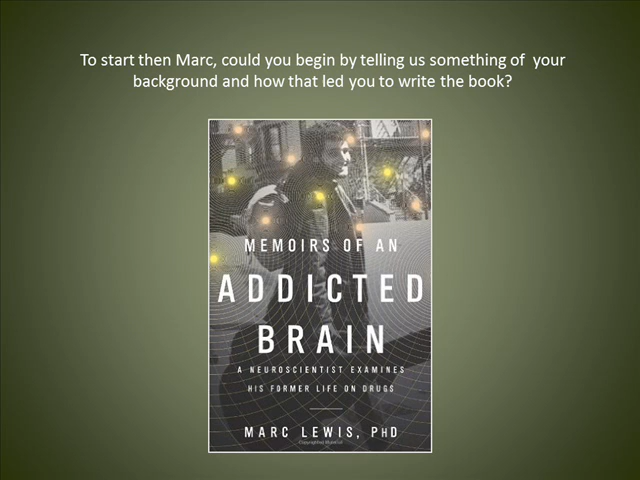 To start then Marc, could you begin by telling us something of your
background and how that led you to write the book?
MEMOIRS OF AN
ADDICTED
BRAIN
A NEUROSCIENTIST EXAMINES
HIS FORMER LIFE ON DRUGS
MARC LEWIS, PHD
Copyrighted Material